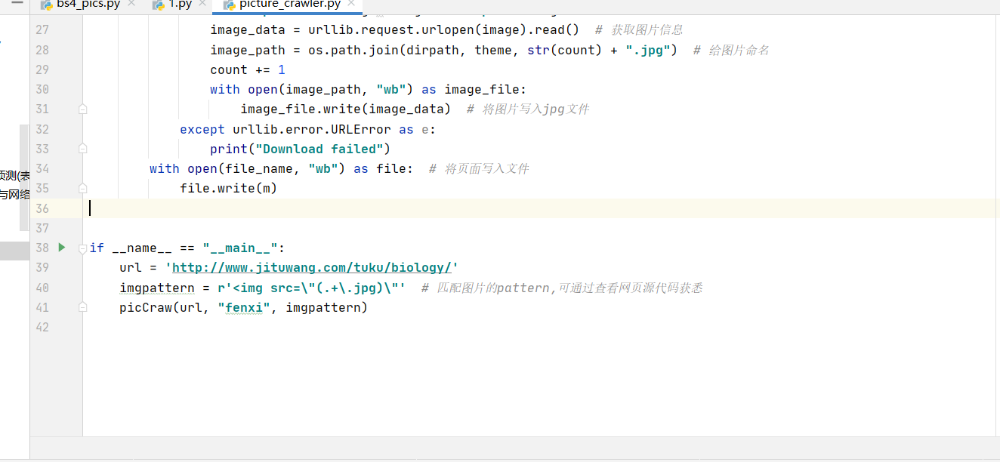 bs4_pics.py
1.py
picture_crawler.py
27 image_data = urllib.request.urlopen(image).read()  # 获取图片信息
28 image_path = os.path.join(dirpath, theme, str(count) + ".jpg")  # 给图片命名
29 count += 1
30 with open(image_path, "wb") as image_file:
31 image_file.write(image_data)  # 将图片写入jpg文件
32 except urllib.error.URLError as e:
33 print("Download failed")
34 with open(file_name, "wb") as file:  # 将页面写入文件
35 file.write(m)
36
37
38 if __name__ == "__main__":
39 url = 'http://www.jituwang.com/tuku/biology/'
40 imgpattern = r'<img src=\"(.+\.jpg)\"'  # 匹配图片的pattern,可通过查看网页源代码获悉
41 picCraw(url, "fenxi", imgpattern)
42
测(表
与网络